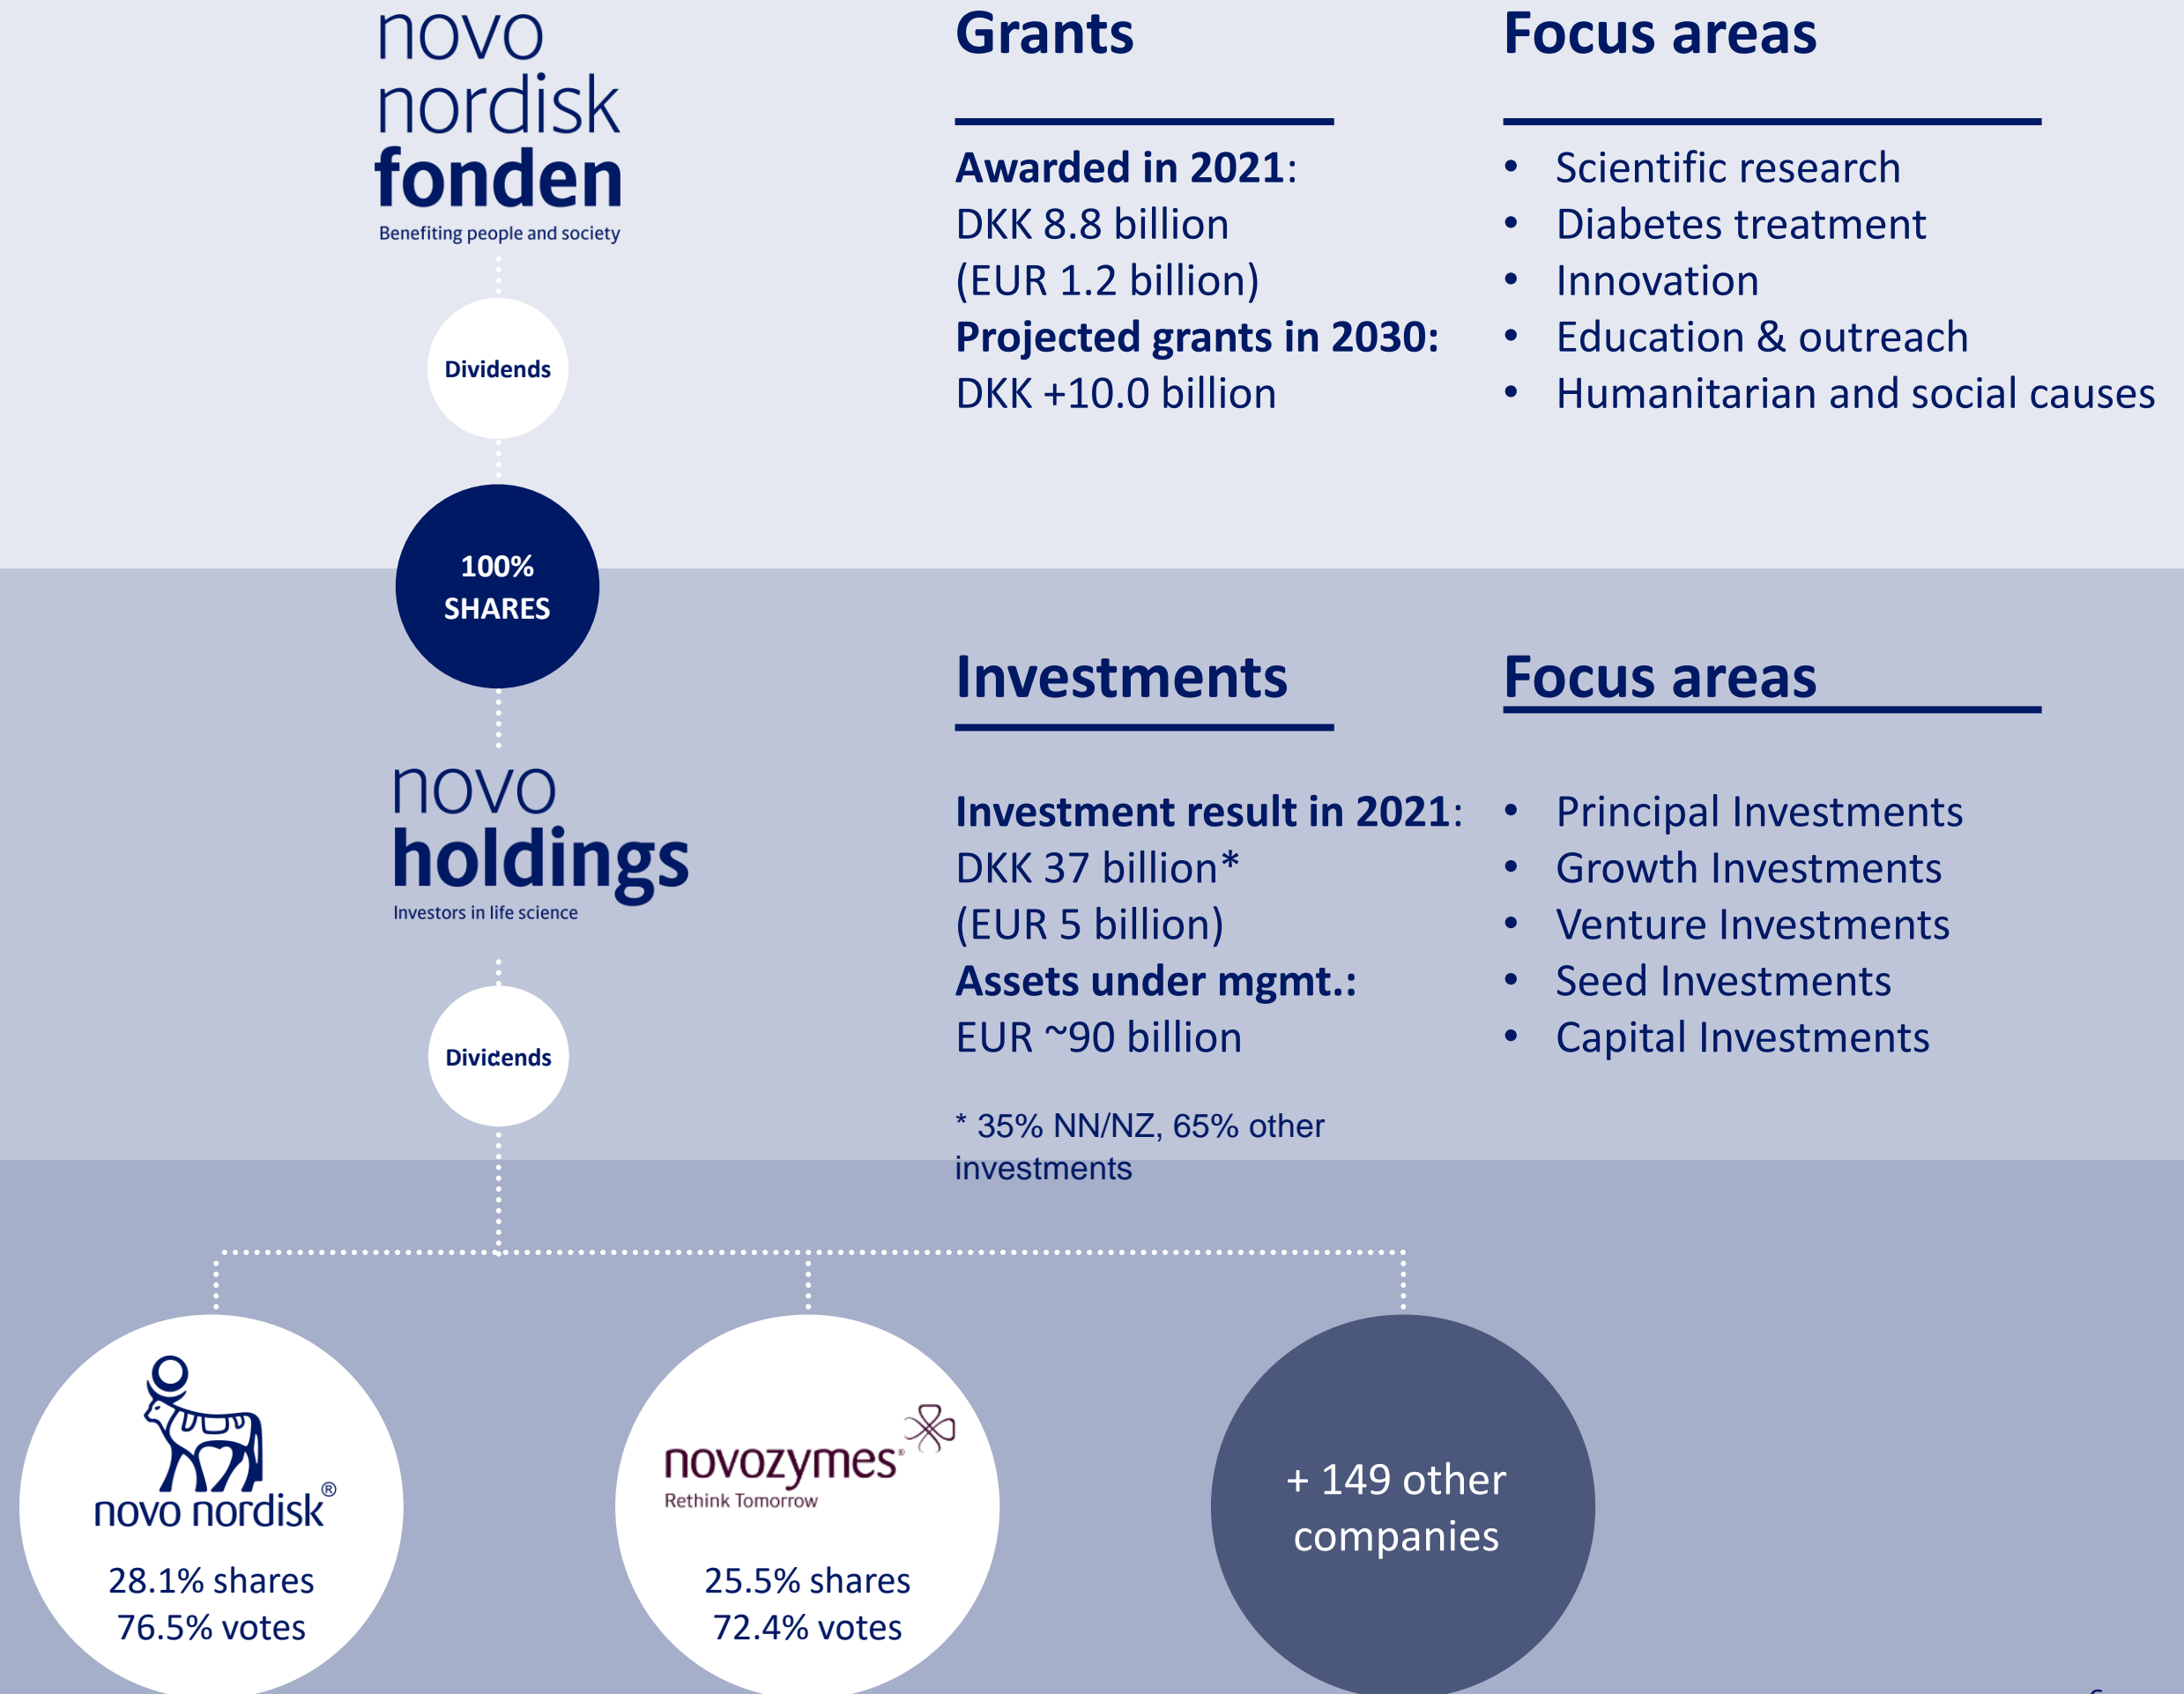 novo
nordisk
fonden
Benefiting people and society
Dividends
100%
SHARES
Grants
Awarded in 2021:
DKK 8.8 billion
(EUR 1.2 billion)
Projected grants in 2030:
DKK +10.0 billion
Focus areas
• Scientific research
• Diabetes treatment
• Innovation
• Education & outreach
• Humanitarian and social causes
novo
holdings
Investors in life science
Dividends
Investments
Investment result in 2021:
DKK 37 billion*
(EUR 5 billion)
Assets under mgmt.:
EUR ~90 billion
* 35% NN/NZ, 65% other
investments
Focus areas
• Principal Investments
• Growth Investments
• Venture Investments
• Seed Investments
• Capital Investments
novo nordisk®
28.1% shares
76.5% votes
novozymes®
Rethink Tomorrow
25.5% shares
72.4% votes
+ 149 other
companies